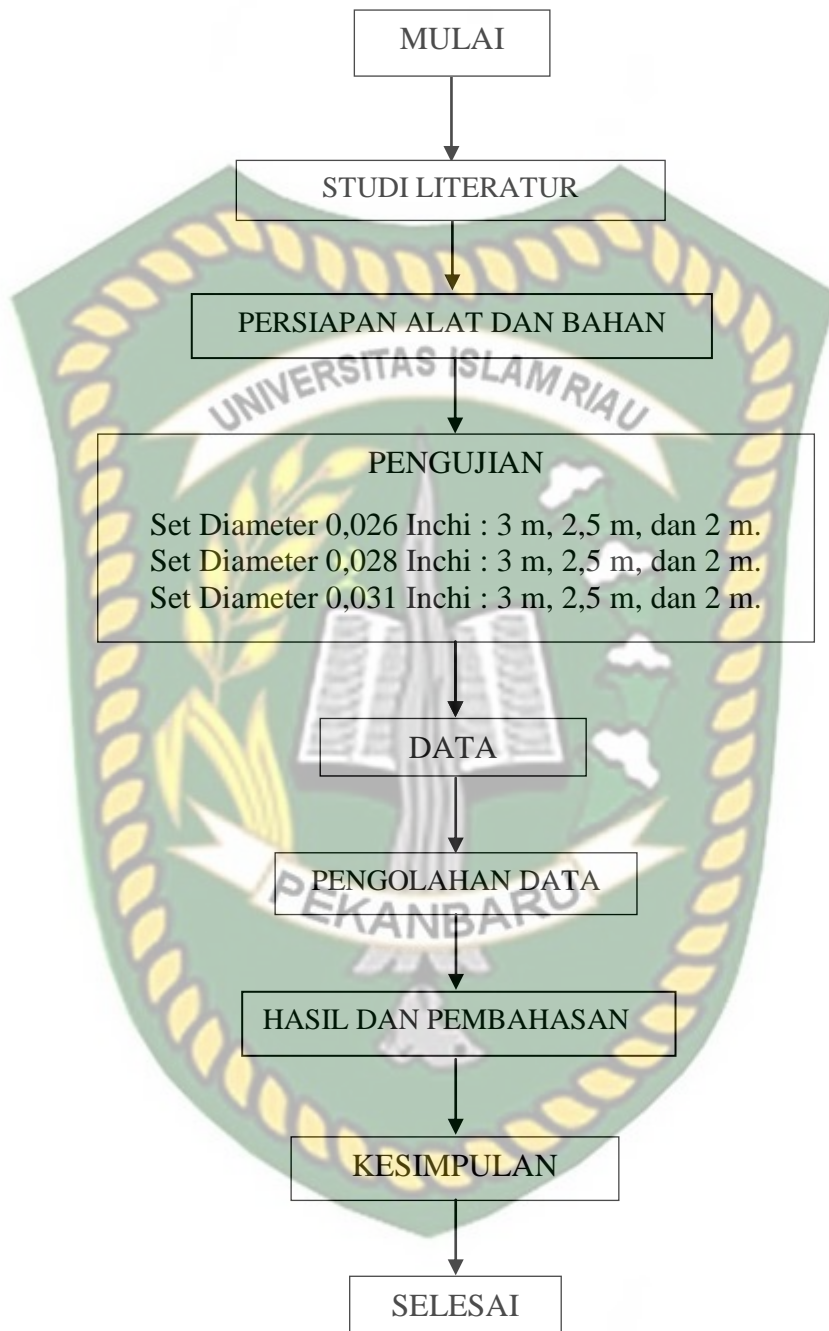 MULAI
STUDI LITERATUR
PERSIAPAN ALAT DAN BAHAN
UNIVERSITAS ISLAM RIAU
PENGUJIAN
Set Diameter 0,026 Inchi : 3 m, 2,5 m, dan 2 m.
Set Diameter 0,028 Inchi : 3 m, 2,5 m, dan 2 m.
Set Diameter 0,031 Inchi : 3 m, 2,5 m, dan 2 m.
DATA
PENGOLAHAN DATA
PEKANBARU
HASIL DAN PEMBAHASAN
KESIMPULAN
SELESAI